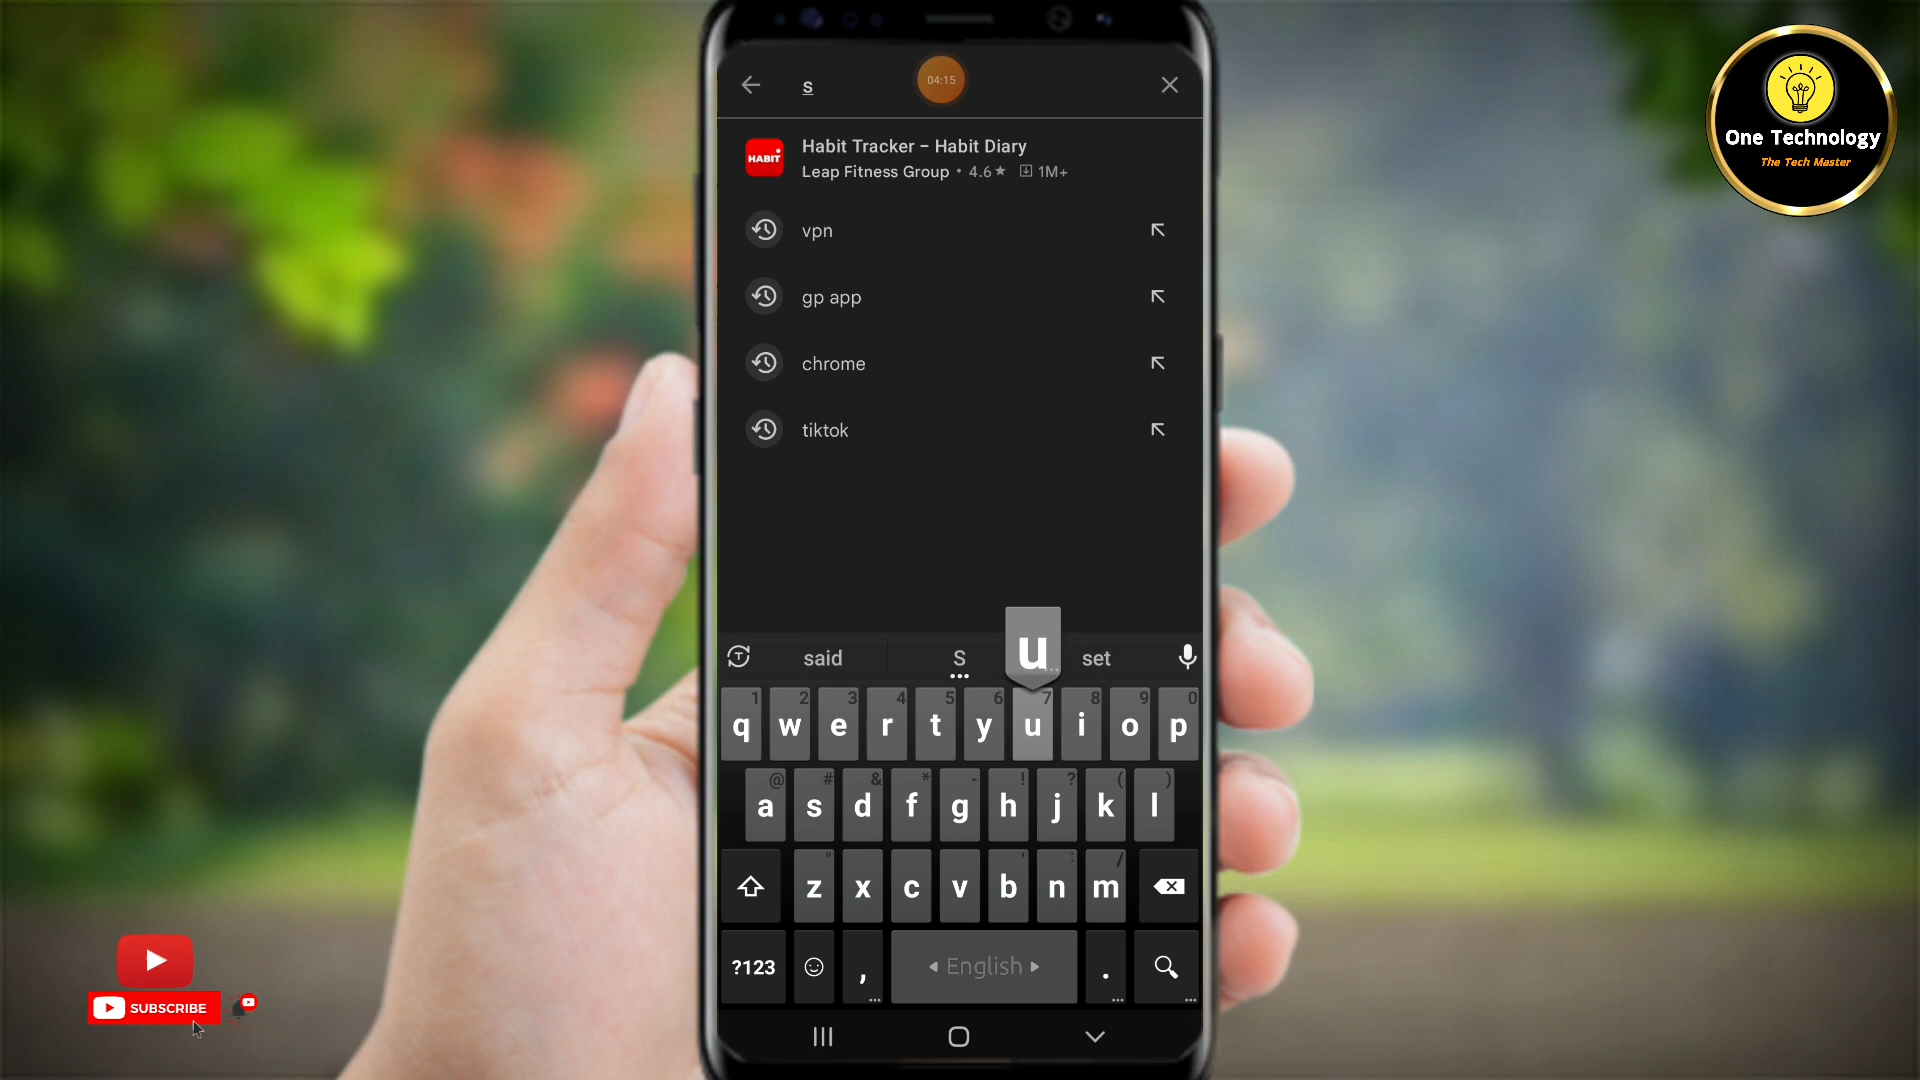 s
04:15
HABIT
Habit Tracker – Habit Diary
Leap Fitness Group • 4.6★ 1M+
vpn
gp app
chrome
tiktok
said S set
u
1 2 3 4 5 6 7 8 9 0
q w e r t y u i o p
@ # & * - ! ? ( )
a s d f g h j k l
" ' : /
z x c v b n m
?123 , English .
One Technology
The Tech Master
SUBSCRIBE